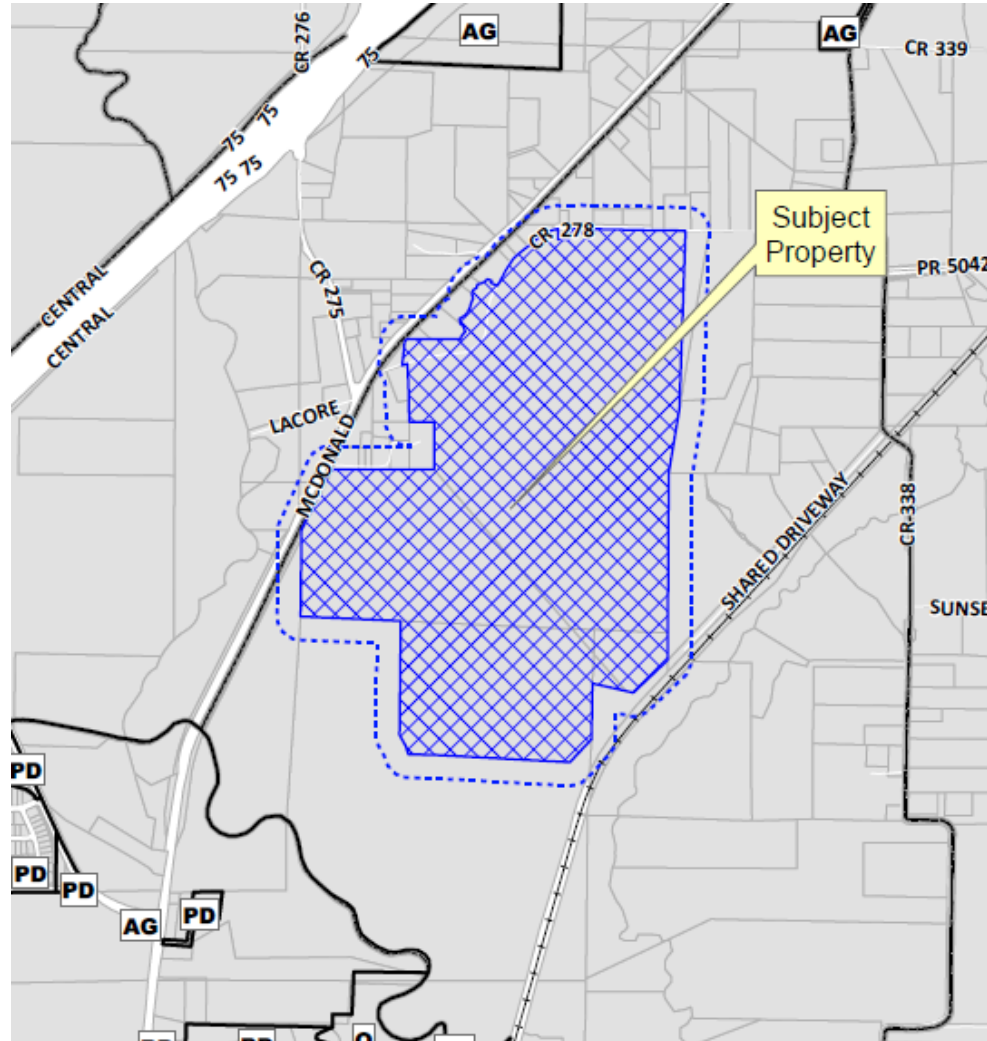 CR 276
AG
AG
CR 339
75
75
75
75 75
Subject
Property
CR 278
PR 5042
CR 275
CENTRAL
CENTRAL
LACORE
MCDONALD
SHARED DRIVEWAY
CR 338
SUNSE
PD
PD
PD
AG
PD